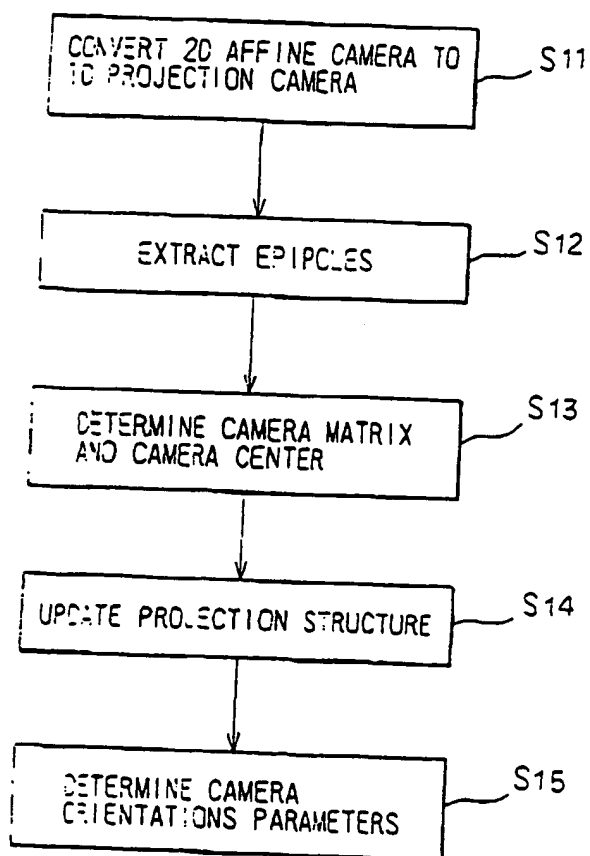 CONVERT 2D AFFINE CAMERA TO
1D PROJECTION CAMERA
S11
EXTRACT EPIPOLES
S12
DETERMINE CAMERA MATRIX
AND CAMERA CENTER
S13
UPDATE PROJECTION STRUCTURE
S14
DETERMINE CAMERA
ORIENTATIONS PARAMETERS
S15